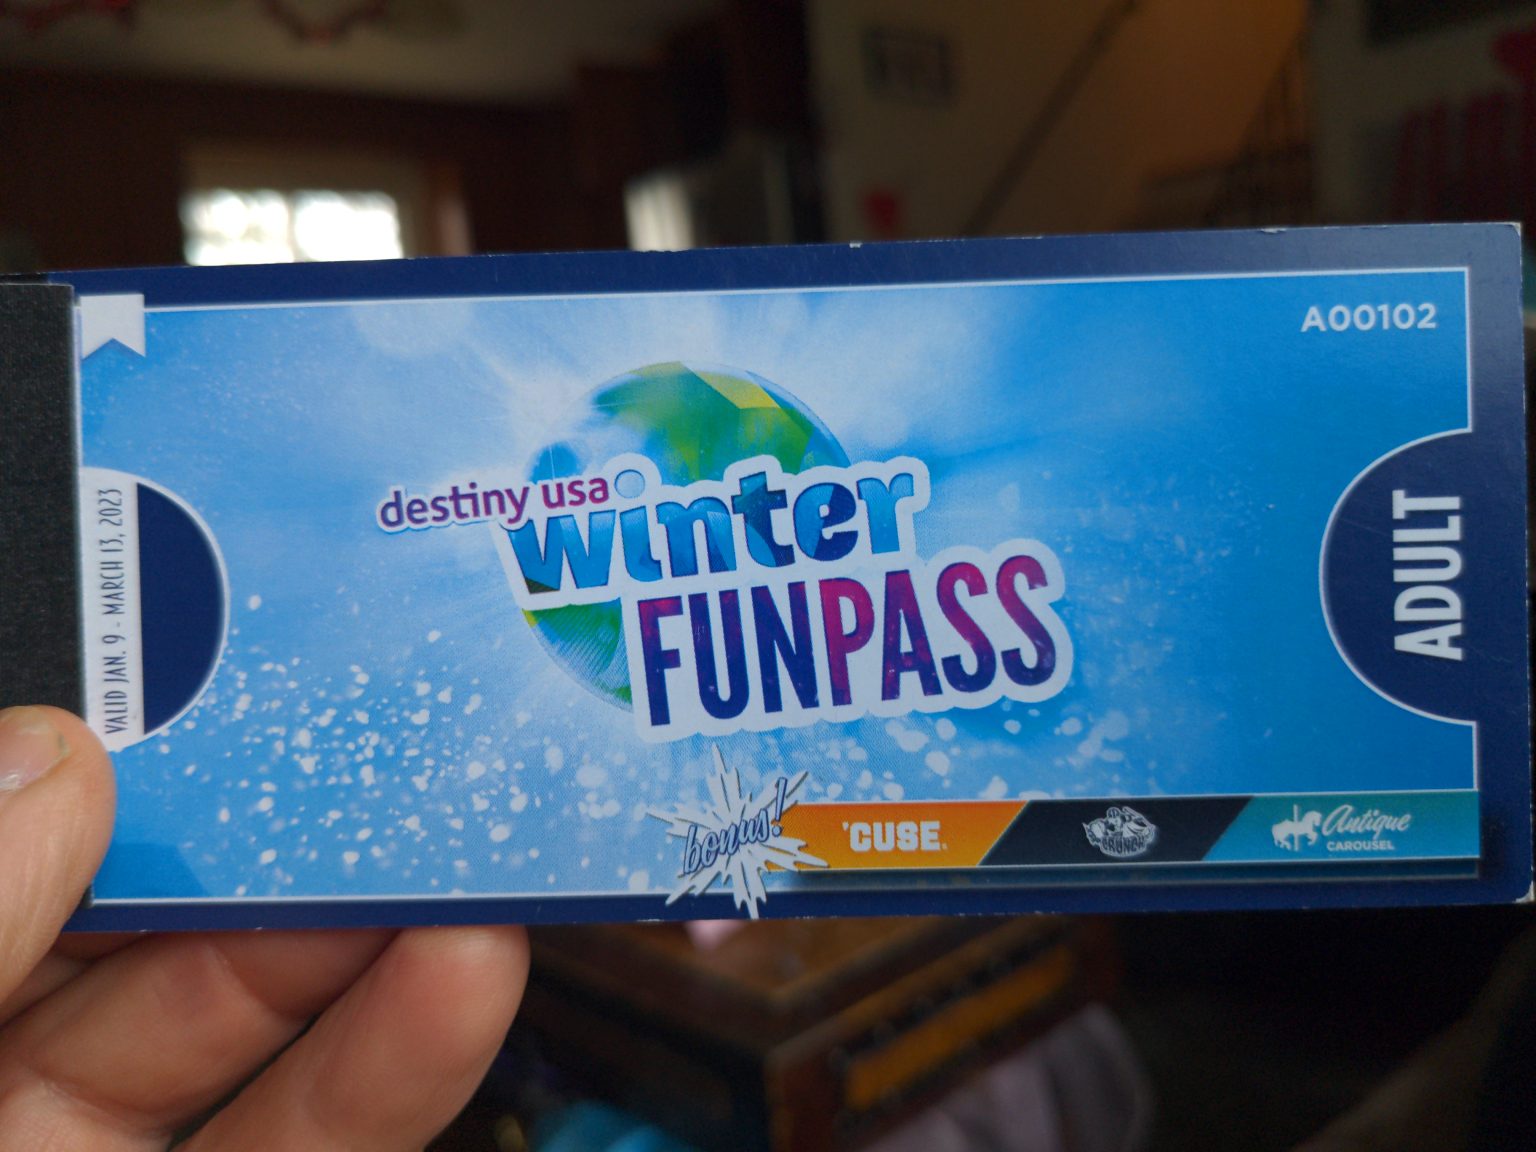 A00102
destiny usa
winter
FUNPASS
VALID JAN. 9 - MARCH 13, 2023
ADULT
bonus!
'CUSE.
CRUNCH
Antique
CAROUSEL